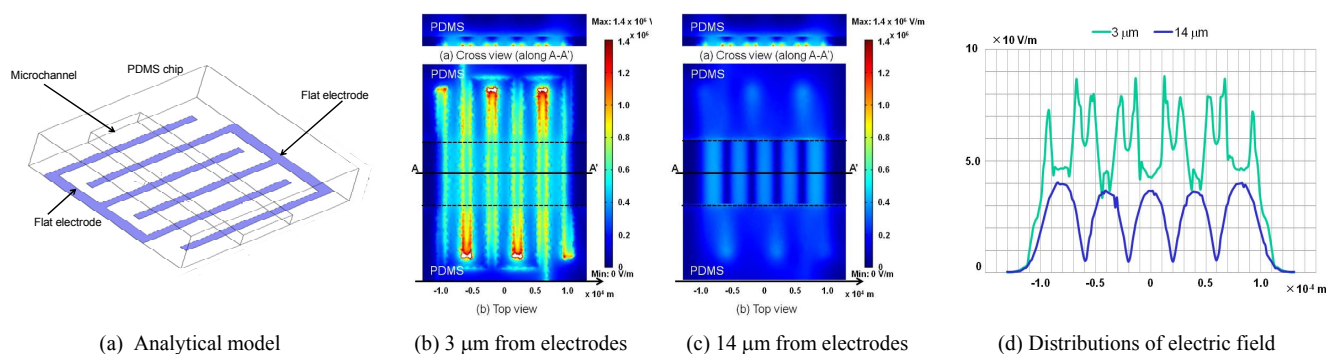 PDMS chip
Microchannel
Flat electrode
Flat electrode
(a) Analytical model
PDMS
(a) Cross view (along A-A')
PDMS
A
A'
PDMS
-1.0 -0.5 0 0.5 1.0
x 10⁻⁴ m
(b) Top view
Max: 1.4 x 10⁶ \
x 10⁶
1.4
1.2
1.0
0.8
0.6
0.4
0.2
0
Min: 0 V/m
(b) 3 μm from electrodes
PDMS
(a) Cross view (along A-A')
PDMS
A
A'
PDMS
-1.0 -0.5 0 0.5 1.0
x 10⁻⁴ m
(b) Top view
Max: 1.4 x 10⁶ V/m
x 10⁶
1.4
1.2
1.0
0.8
0.6
0.4
0.2
0
Min: 0 V/m
(c) 14 μm from electrodes
3 μm 14 μm
×10 V/m
10
5.0
0
-1.0 -0.5 0 0.5 1.0
×10⁻⁴ m
(d) Distributions of electric field